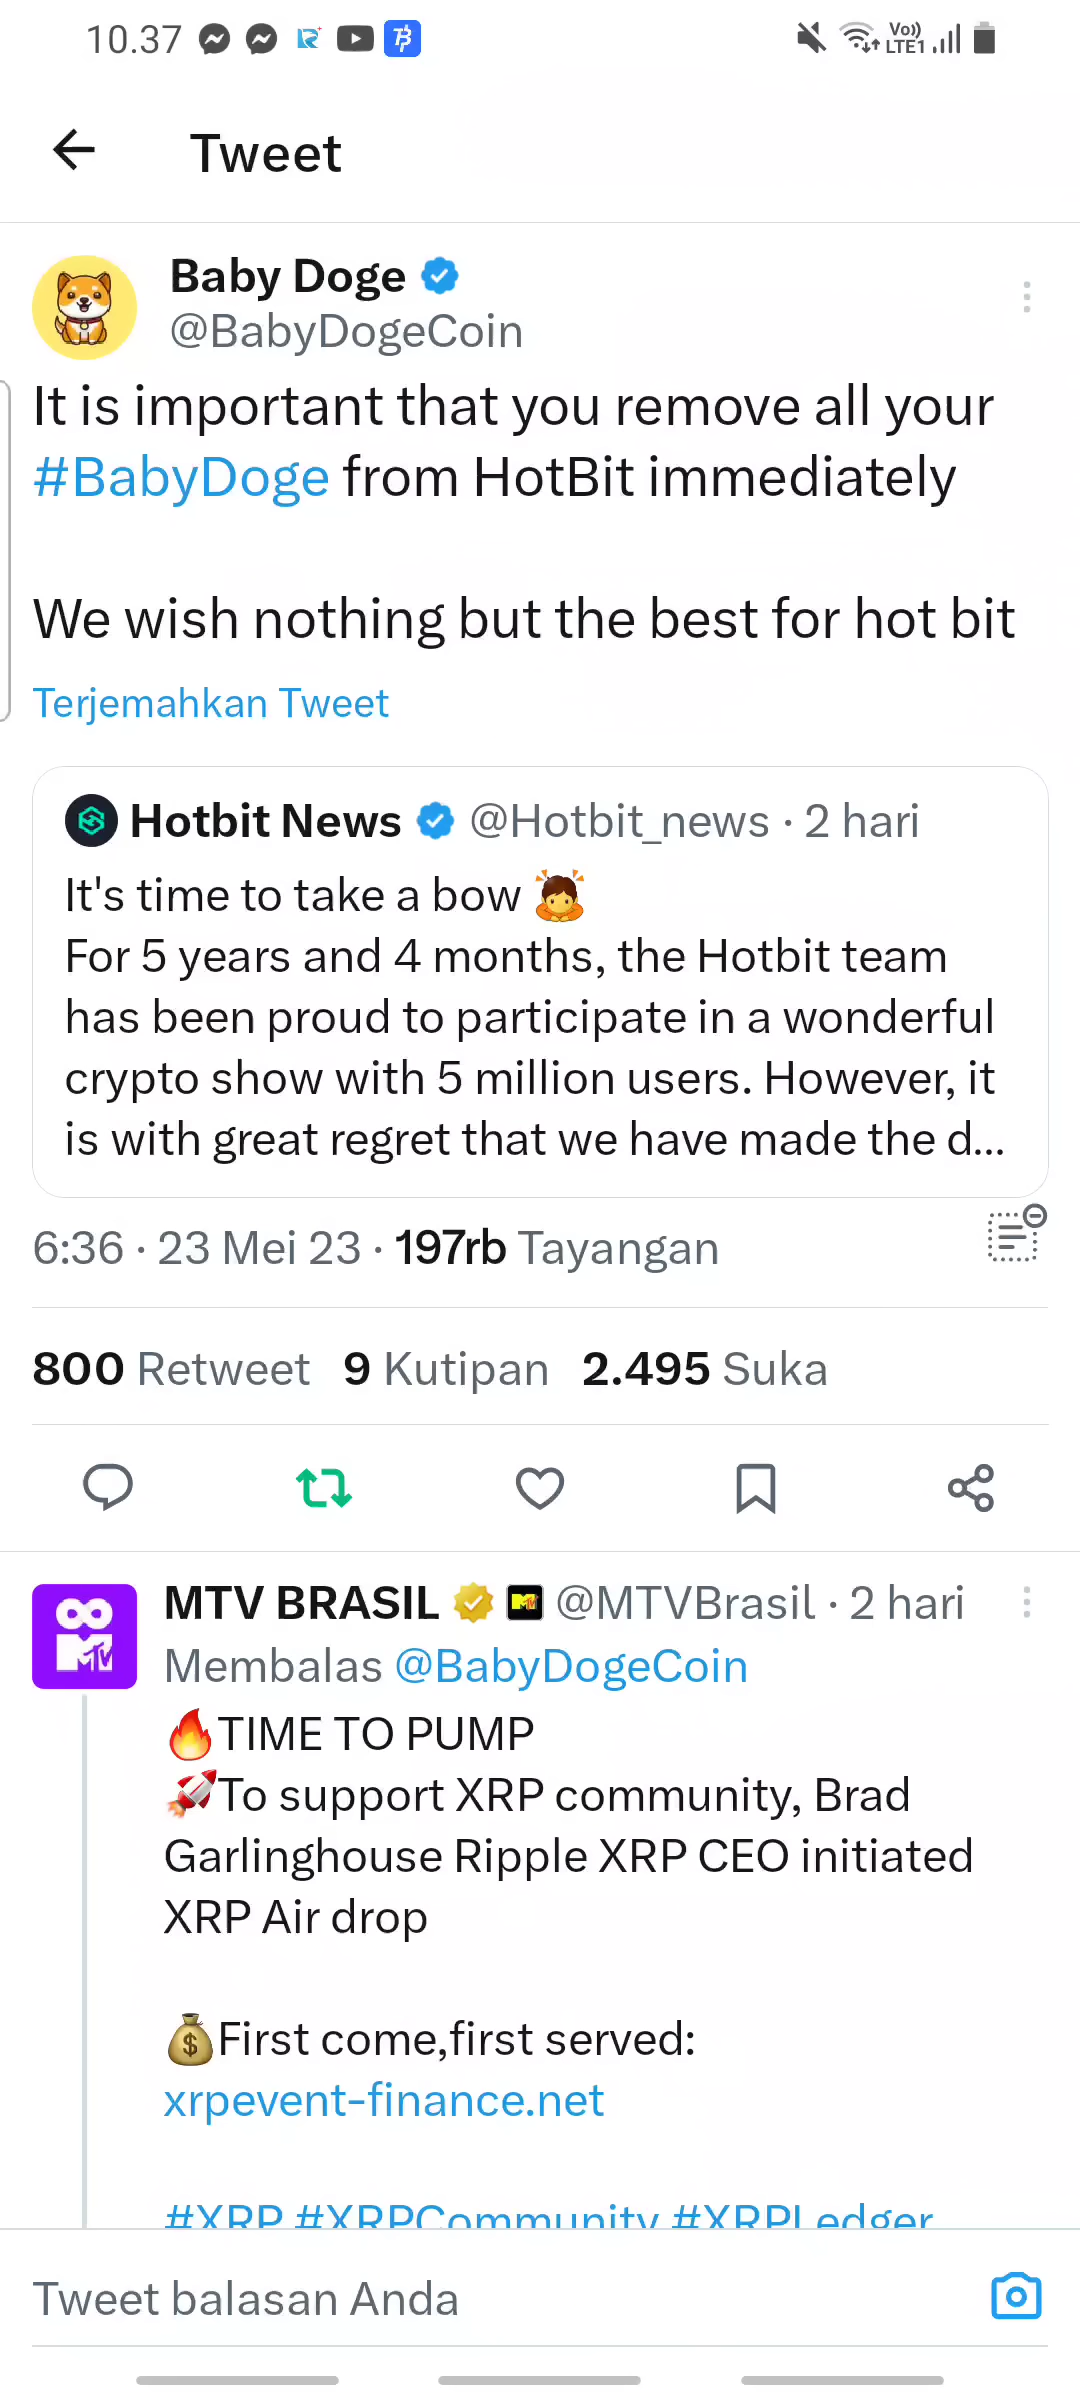 10.37
Vo))
LTE1
Tweet
Baby Doge
@BabyDogeCoin
It is important that you remove all your
#BabyDoge from HotBit immediately
We wish nothing but the best for hot bit
Terjemahkan Tweet
Hotbit News @Hotbit_news · 2 hari
It's time to take a bow 🙇
For 5 years and 4 months, the Hotbit team
has been proud to participate in a wonderful
crypto show with 5 million users. However, it
is with great regret that we have made the d...
6:36 · 23 Mei 23 · 197rb Tayangan
800 Retweet 9 Kutipan 2.495 Suka
MTV BRASIL @MTVBrasil · 2 hari
Membalas @BabyDogeCoin
🔥TIME TO PUMP
🚀To support XRP community, Brad
Garlinghouse Ripple XRP CEO initiated
XRP Air drop
💰First come,first served:
xrpevent-finance.net
#XRP #XRPCommunity #XRPLedger
Tweet balasan Anda